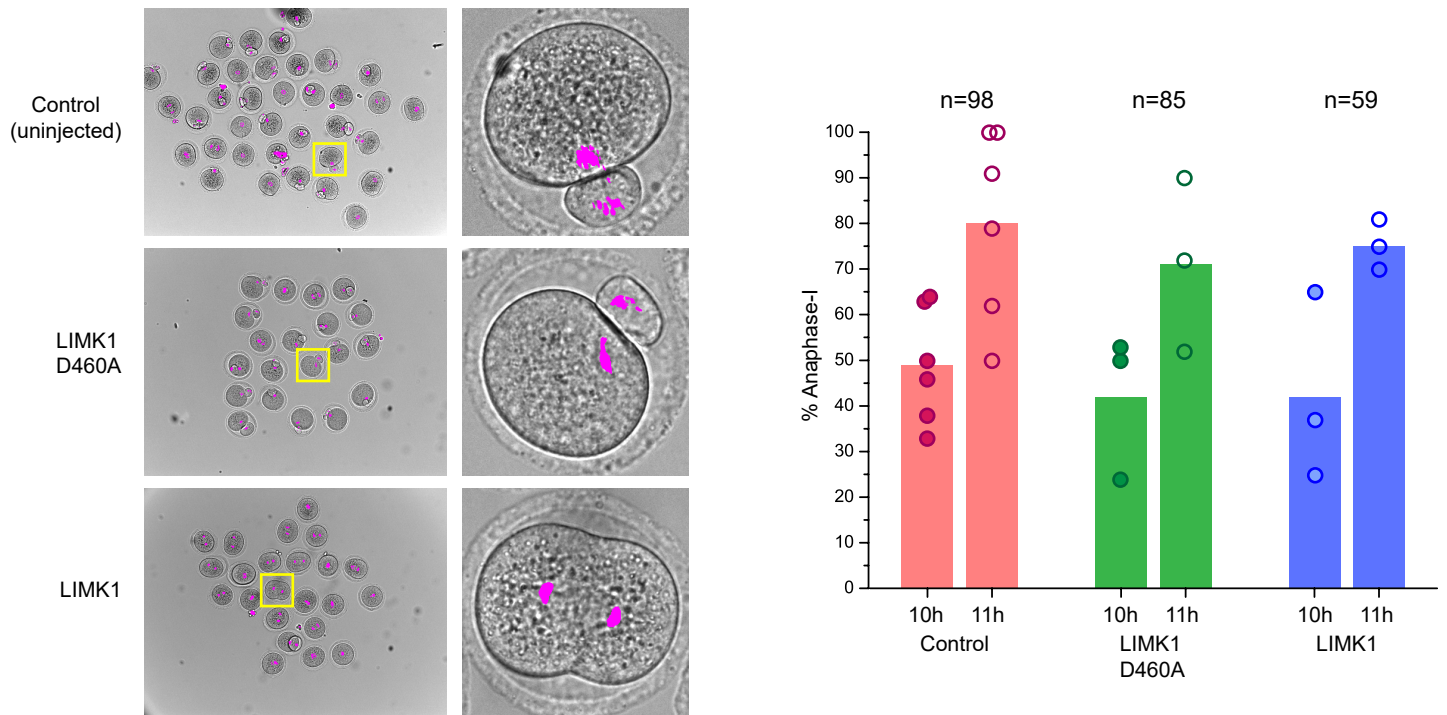 Control
(uninjected)
LIMK1
D460A
LIMK1
n=98
n=85
n=59
% Anaphase-I
100
90
80
70
60
50
40
30
20
10
0
10h
11h
10h
11h
10h
11h
Control
LIMK1
D460A
LIMK1